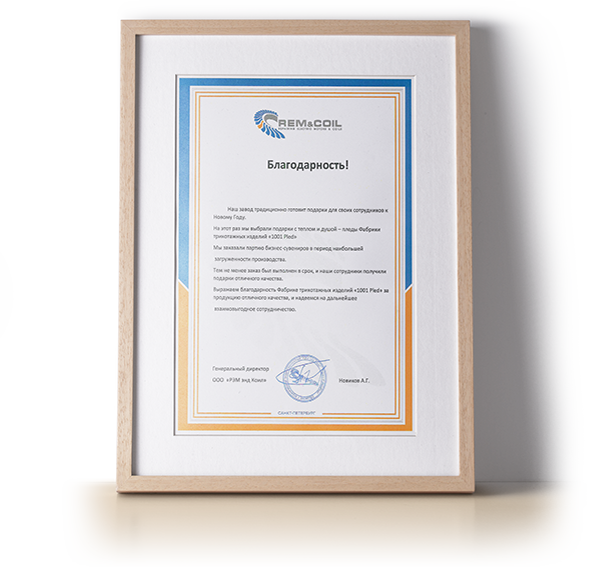 REM&COIL
Благодарность!
Наш завод традиционно готовит подарки для своих сотрудников к
Новому Году.
На этот раз мы выбрали подарки с теплом и душой – пледы Фабрики
трикотажных изделий «1001 Pled»
Мы заказали партию бизнес-сувениров в период наибольшей
загруженности производства.
Тем не менее заказ был выполнен в срок, и наши сотрудники получили
подарки отличного качества.
Выражаем Благодарность Фабрике трикотажных изделий «1001 Pled» за
продукцию отличного качества, и надеемся на дальнейшее
взаимовыгодное сотрудничество.
Генеральный директор
ООО «РЭМ энд Коил» Новиков А.Г.
САНКТ-ПЕТЕРБУРГ